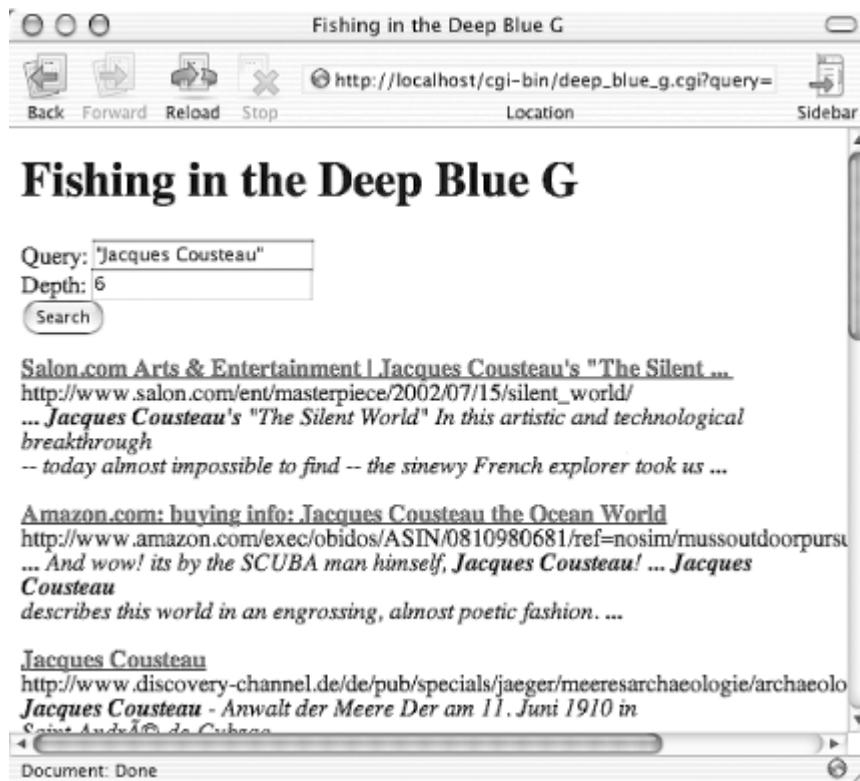 Fishing in the Deep Blue G
http://localhost/cgi-bin/deep_blue_g.cgi?query=
Back Forward Reload Stop Location Sidebar
Fishing in the Deep Blue G
Query: "Jacques Cousteau"
Depth: 6
Search
Salon.com Arts & Entertainment | Jacques Cousteau's "The Silent ...
http://www.salon.com/ent/masterpiece/2002/07/15/silent_world/
... Jacques Cousteau's "The Silent World" In this artistic and technological
breakthrough
-- today almost impossible to find -- the sinewy French explorer took us ...
Amazon.com: buying info: Jacques Cousteau the Ocean World
http://www.amazon.com/exec/obidos/ASIN/0810980681/ref=nosim/mussoutdoorpursu
... And wow! its by the SCUBA man himself, Jacques Cousteau! ... Jacques
Cousteau
describes this world in an engrossing, almost poetic fashion. ...
Jacques Cousteau
http://www.discovery-channel.de/de/pub/specials/jaeger/meeresarchaeologie/archaeolo
Jacques Cousteau - Anwalt der Meere Der am 11. Juni 1910 in
Saint AndrÃ© de Cubzac
Document: Done